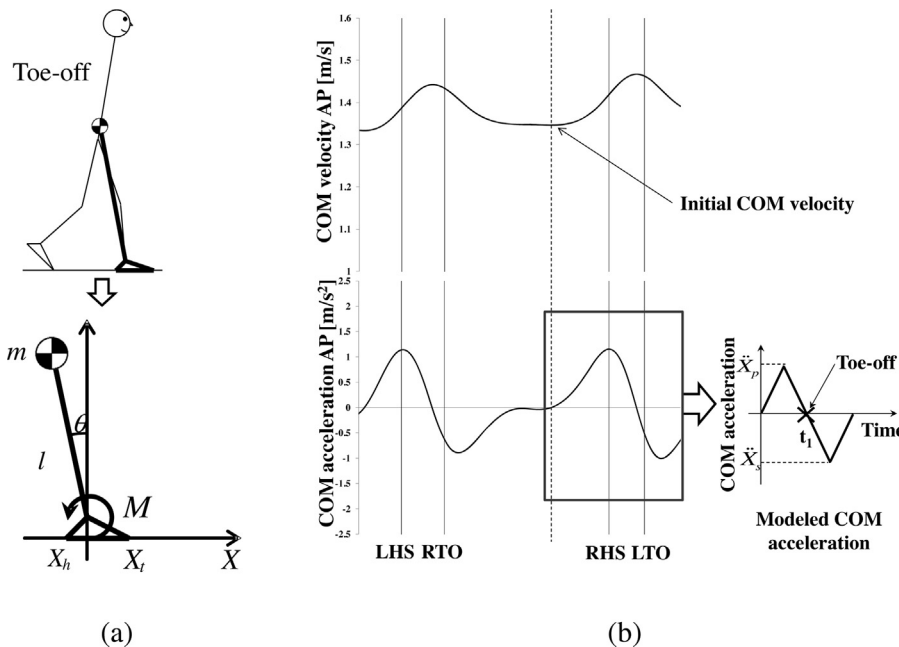 Toe-off
m
θ
l
M
X_h
X_t
X
(a)
COM velocity AP [m/s]
1.6
1.5
1.4
1.3
1.2
1.1
1
Initial COM velocity
COM acceleration AP [m/s²]
2.5
2
1.5
1
0.5
0
-0.5
-1
-1.5
-2
-2.5
LHS RTO
RHS LTO
COM acceleration
Ẍ_p
Ẍ_s
Toe-off
t₁
Time
Modeled COM
acceleration
(b)